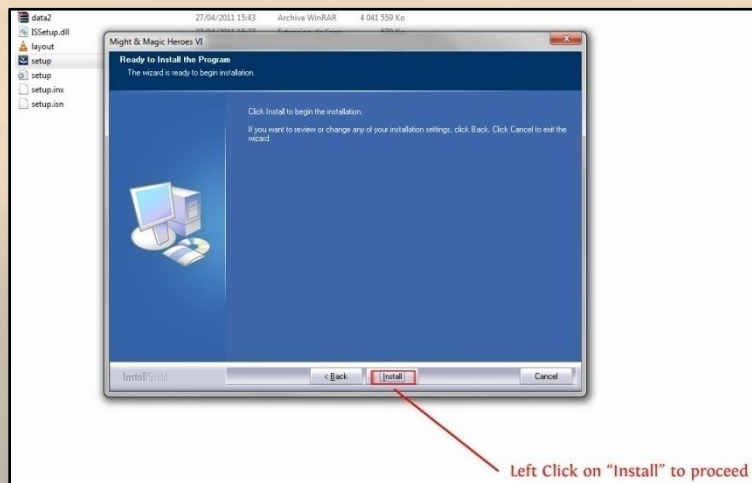 data2 27/04/2011 15:43 Archive WinRAR 4 041 559 Ko
ISSetup.dll
layout
setup
setup
setup.inx
setup.isn
Might & Magic Heroes VI
Ready to Install the Program
The wizard is ready to begin installation.
Click Install to begin the installation.
If you want to review or change any of your installation settings, click Back. Click Cancel to exit the
wizard.
InstallShield
< Back
Install
Cancel
Left Click on "Install" to proceed